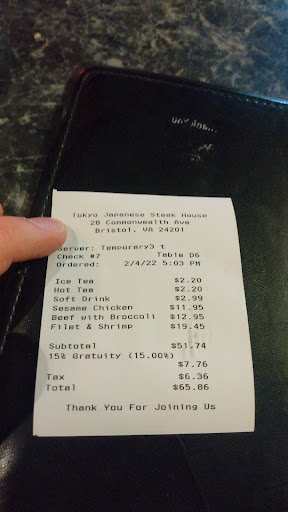 Thank You
Tokyo Japanese Steak House
28 Commonwealth Ave
Bristol, VA 24201
Server: Temporary3 t
Check #7 Table D6
Ordered: 2/4/22 5:03 PM
Ice Tea $2.20
Hot Tea $2.20
Soft Drink $2.99
Sesame Chicken $11.95
Beef with Broccoli $12.95
Filet & Shrimp $19.45
Subtotal $51.74
15% Gratuity (15.00%)
$7.76
Tax $6.36
Total $65.86
Thank You For Joining Us